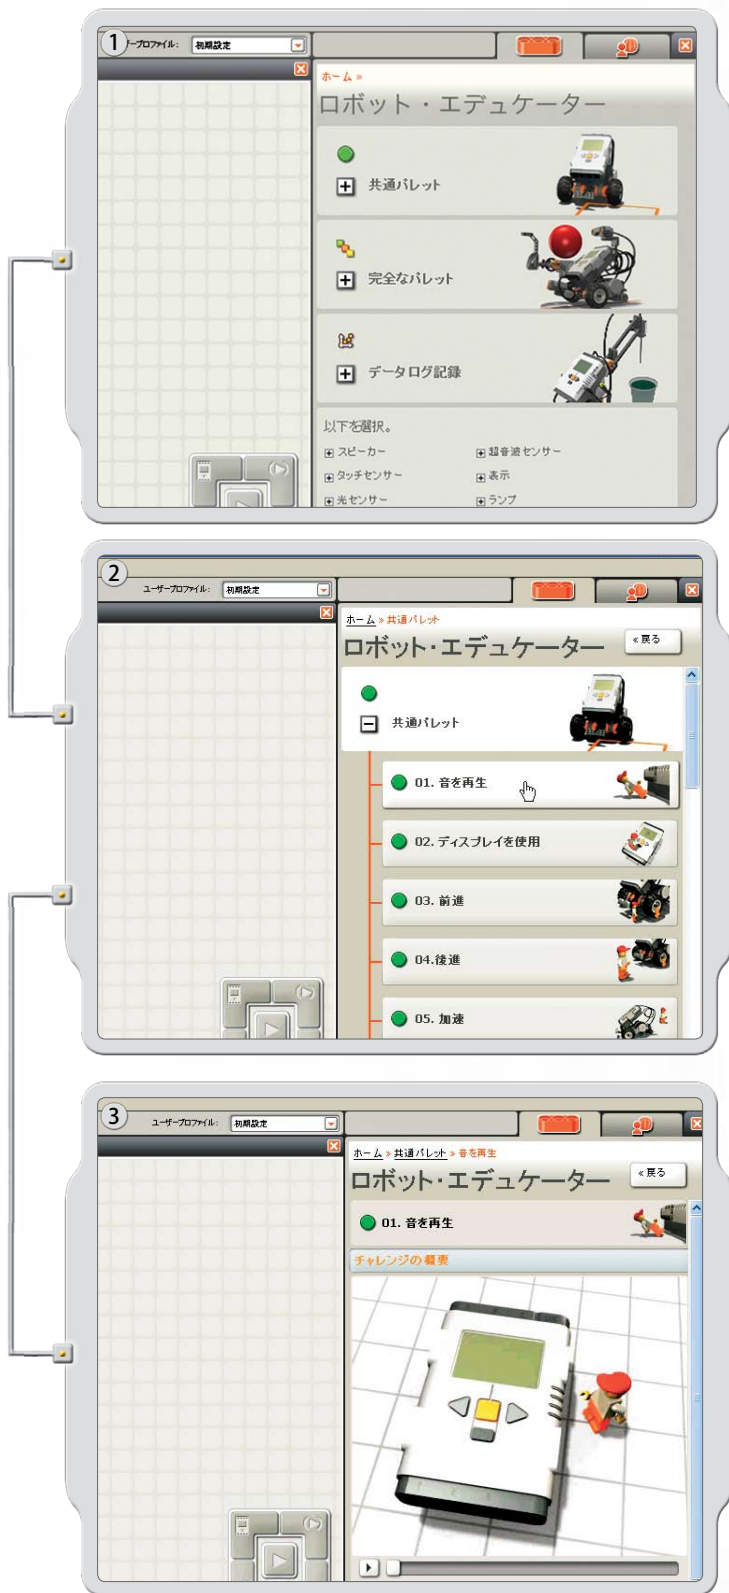 1
ーザープロファイル: 初期設定
ホーム »
ロボット・エデュケーター
共通パレット
完全なパレット
データログ記録
以下を選択。
スピーカー 超音波センサー
タッチセンサー 表示
光センサー ランプ
2
ユーザープロファイル: 初期設定
ホーム » 共通パレット
ロボット・エデュケーター «戻る
共通パレット
01. 音を再生
02. ディスプレイを使用
03. 前進
04.後進
05. 加速
3
ユーザープロファイル: 初期設定
ホーム » 共通パレット » 音を再生
ロボット・エデュケーター «戻る
01. 音を再生
チャレンジの概要